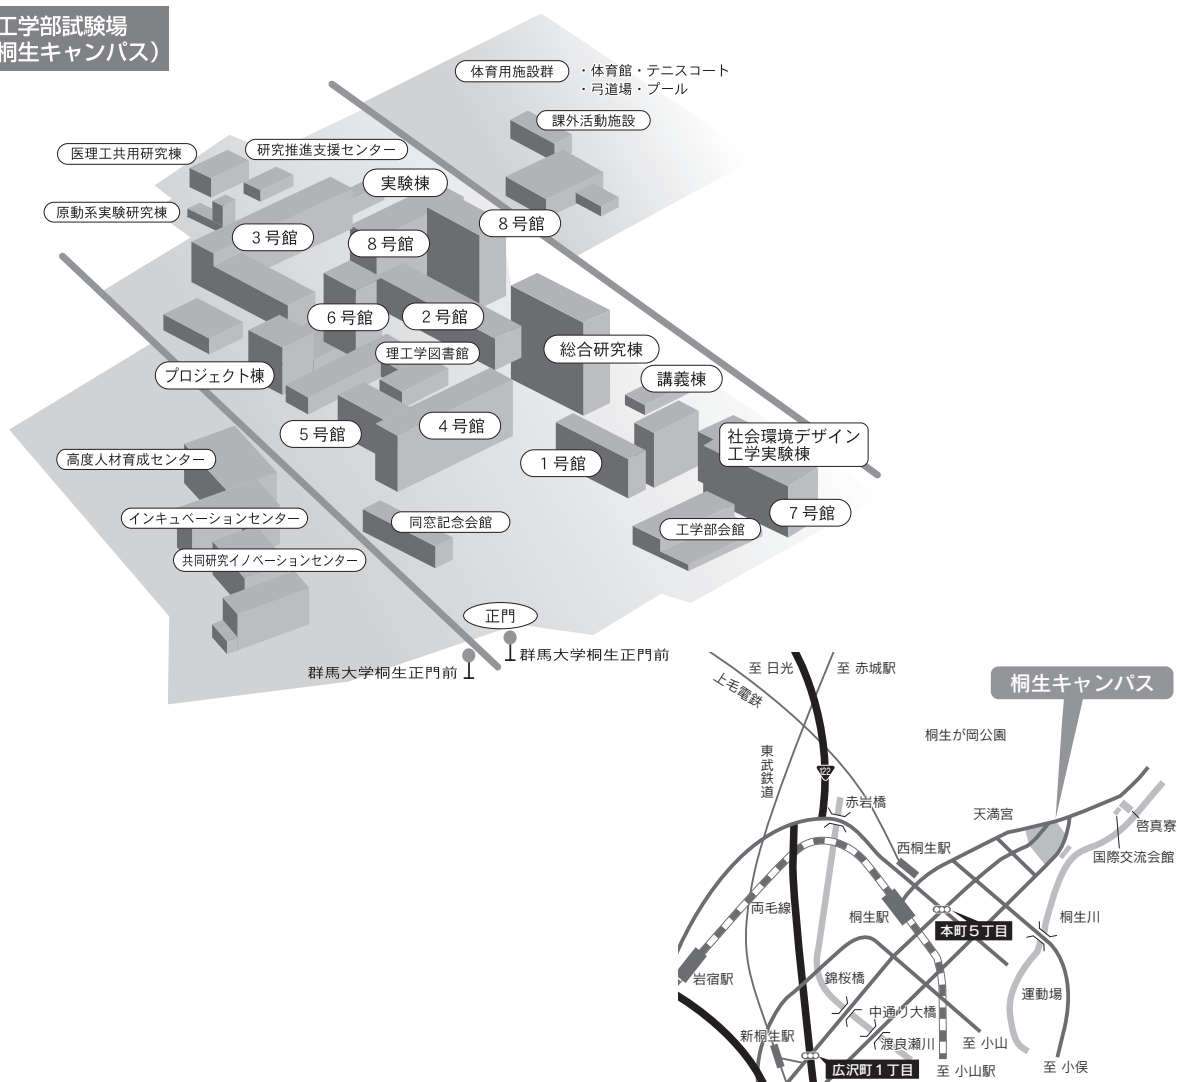 工学部試験場
桐生キャンパス）
体育用施設群
・体育館・テニスコート
・弓道場・プール
課外活動施設
医理工共用研究棟
研究推進支援センター
実験棟
原動系実験研究棟
３号館
８号館
８号館
６号館
２号館
総合研究棟
理工学図書館
プロジェクト棟
講義棟
５号館
４号館
社会環境デザイン
工学実験棟
高度人材育成センター
１号館
７号館
インキュベーションセンター
同窓記念会館
工学部会館
共同研究イノベーションセンター
正門
群馬大学桐生正門前
群馬大学桐生正門前
至 日光
至 赤城駅
桐生キャンパス
上毛電鉄
桐生が岡公園
東武鉄道
122
赤岩橋
天満宮
啓真寮
西桐生駅
国際交流会館
両毛線
桐生駅
桐生川
本町５丁目
岩宿駅
錦桜橋
運動場
中通り大橋
新桐生駅
渡良瀬川
至 小山
広沢町１丁目
至 小山駅
至 小俣